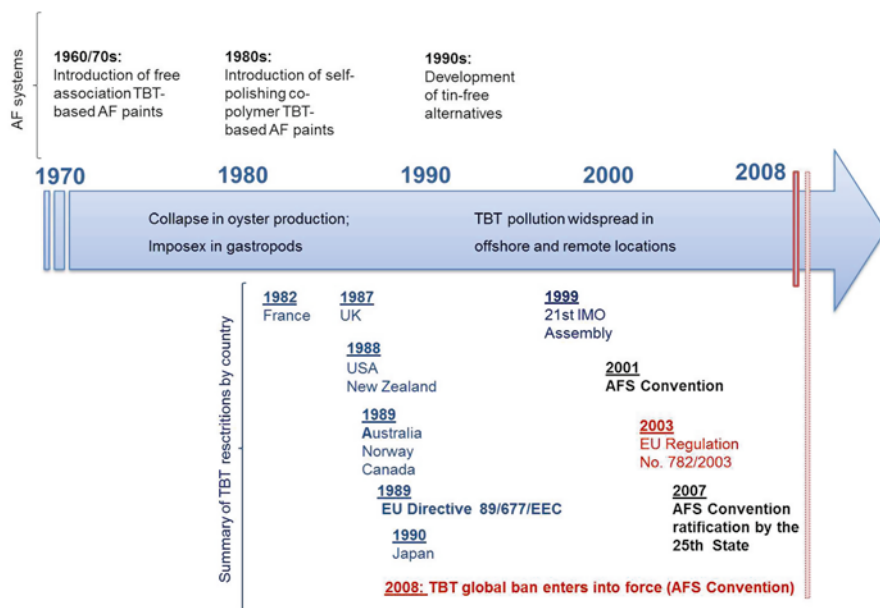 AF systems
1960/70s:
Introduction of free
association TBT-
based AF paints
1980s:
Introduction of self-
polishing co-
polymer TBT-
based AF paints
1990s:
Development
of tin-free
alternatives
1970
1980
1990
2000
2008
Collapse in oyster production;
Imposex in gastropods
TBT pollution widspread in
offshore and remote locations
Summary of TBT resctritions by country
1982
France
1987
UK
1988
USA
New Zealand
1989
Australia
Norway
Canada
1989
EU Directive 89/677/EEC
1990
Japan
1999
21st IMO
Assembly
2001
AFS Convention
2003
EU Regulation
No. 782/2003
2007
AFS Convention
ratification by the
25th State
2008: TBT global ban enters into force (AFS Convention)